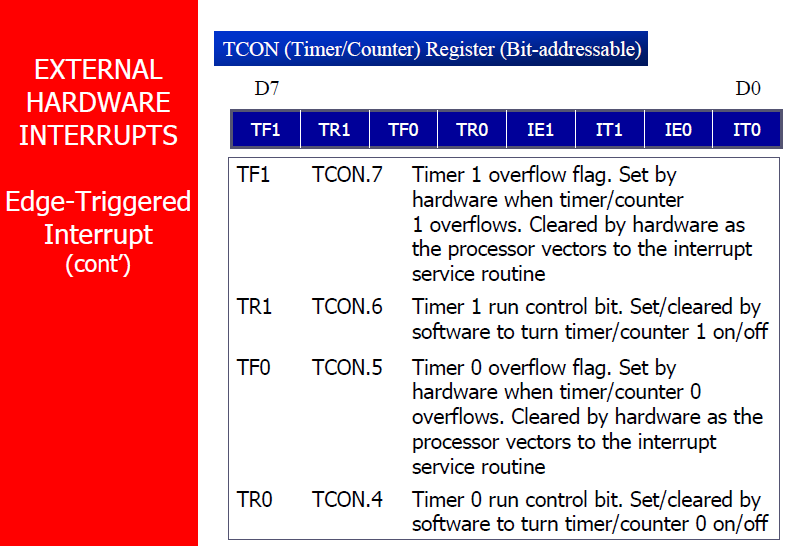 EXTERNAL
HARDWARE
INTERRUPTS
Edge-Triggered
Interrupt
(cont’)
TCON (Timer/Counter) Register (Bit-addressable)
D7 D0
TF1 TR1 TF0 TR0 IE1 IT1 IE0 IT0
TF1 TCON.7 Timer 1 overflow flag. Set by
hardware when timer/counter
1 overflows. Cleared by hardware as
the processor vectors to the interrupt
service routine
TR1 TCON.6 Timer 1 run control bit. Set/cleared by
software to turn timer/counter 1 on/off
TF0 TCON.5 Timer 0 overflow flag. Set by
hardware when timer/counter 0
overflows. Cleared by hardware as the
processor vectors to the interrupt
service routine
TR0 TCON.4 Timer 0 run control bit. Set/cleared by
software to turn timer/counter 0 on/off